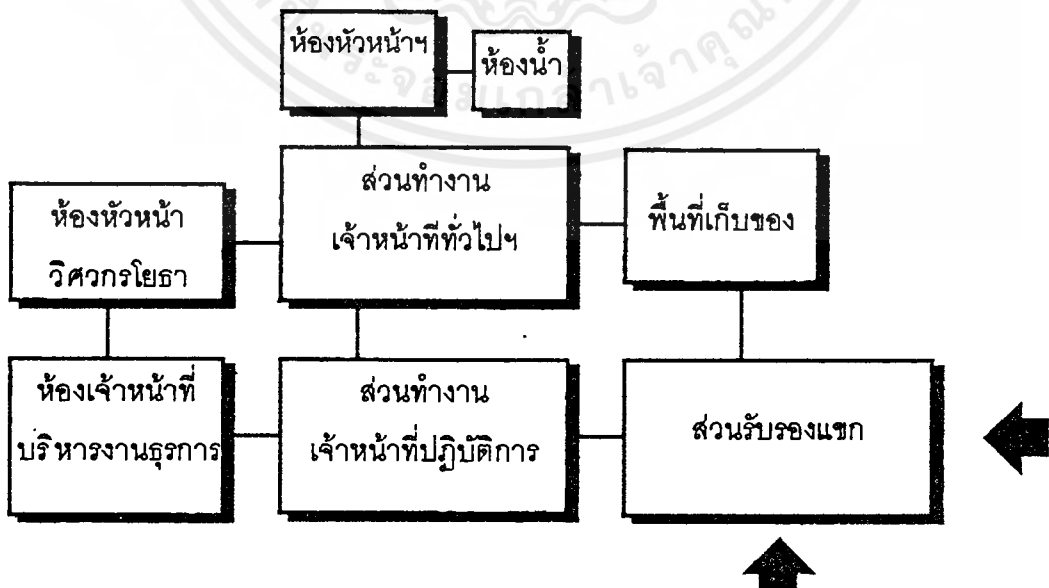 ห้องหัวหน้าฯ
ห้องน้ำ
ส่วนทำงาน
เจ้าหน้าที่ทั่วไปฯ
พื้นที่เก็บของ
ห้องหัวหน้า
วิศวกรโยธา
ห้องเจ้าหน้าที่
บริหารงานธุรการ
ส่วนทำงาน
เจ้าหน้าที่ปฏิบัติการ
ส่วนรับรองแขก